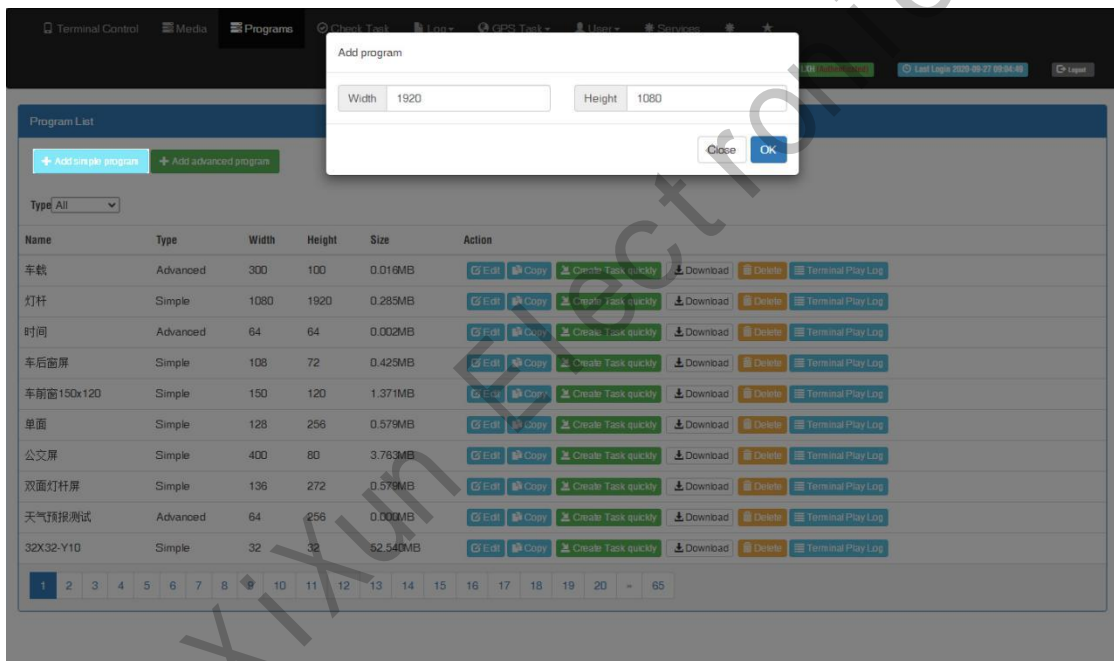 Terminal Control Media Programs Check Task Log GPS Task User Services
Add program
Last Login 2020-09-27 09:04:49 Logout
Width 1920 Height 1080
Program List
Close OK
+ Add simple program + Add advanced program
Type All
Name Type Width Height Size Action
车载 Advanced 300 100 0.016MB Edit Copy Create Task quickly Download Delete Terminal Play Log
灯杆 Simple 1080 1920 0.285MB Edit Copy Create Task quickly Download Delete Terminal Play Log
时间 Advanced 64 64 0.002MB Edit Copy Create Task quickly Download Delete Terminal Play Log
车后窗屏 Simple 108 72 0.425MB Edit Copy Create Task quickly Download Delete Terminal Play Log
车前窗150x120 Simple 150 120 1.371MB Edit Copy Create Task quickly Download Delete Terminal Play Log
单面 Simple 128 256 0.579MB Edit Copy Create Task quickly Download Delete Terminal Play Log
公交屏 Simple 400 80 3.763MB Edit Copy Create Task quickly Download Delete Terminal Play Log
双面灯杆屏 Simple 136 272 0.579MB Edit Copy Create Task quickly Download Delete Terminal Play Log
天气预报测试 Advanced 64 256 0.000MB Edit Copy Create Task quickly Download Delete Terminal Play Log
32X32-Y10 Simple 32 32 52.540MB Edit Copy Create Task quickly Download Delete Terminal Play Log
1 2 3 4 5 6 7 8 9 10 11 12 13 14 15 16 17 18 19 20 65
XiXun Electronic